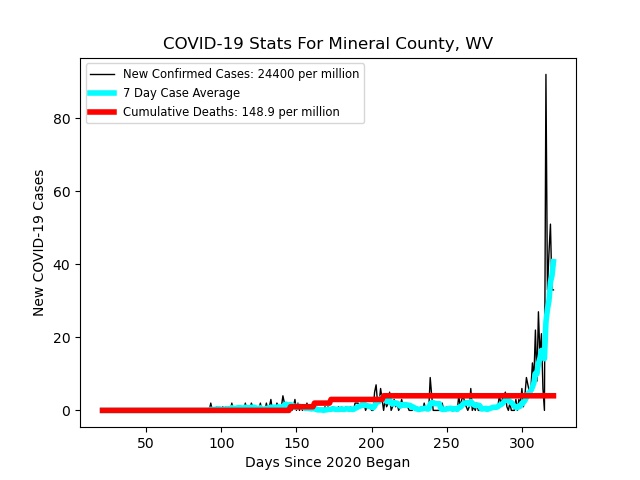 COVID-19 Stats For Mineral County, WV
New Confirmed Cases: 24400 per million
7 Day Case Average
Cumulative Deaths: 148.9 per million
New COVID-19 Cases
80
60
40
20
0
50 100 150 200 250 300
Days Since 2020 Began